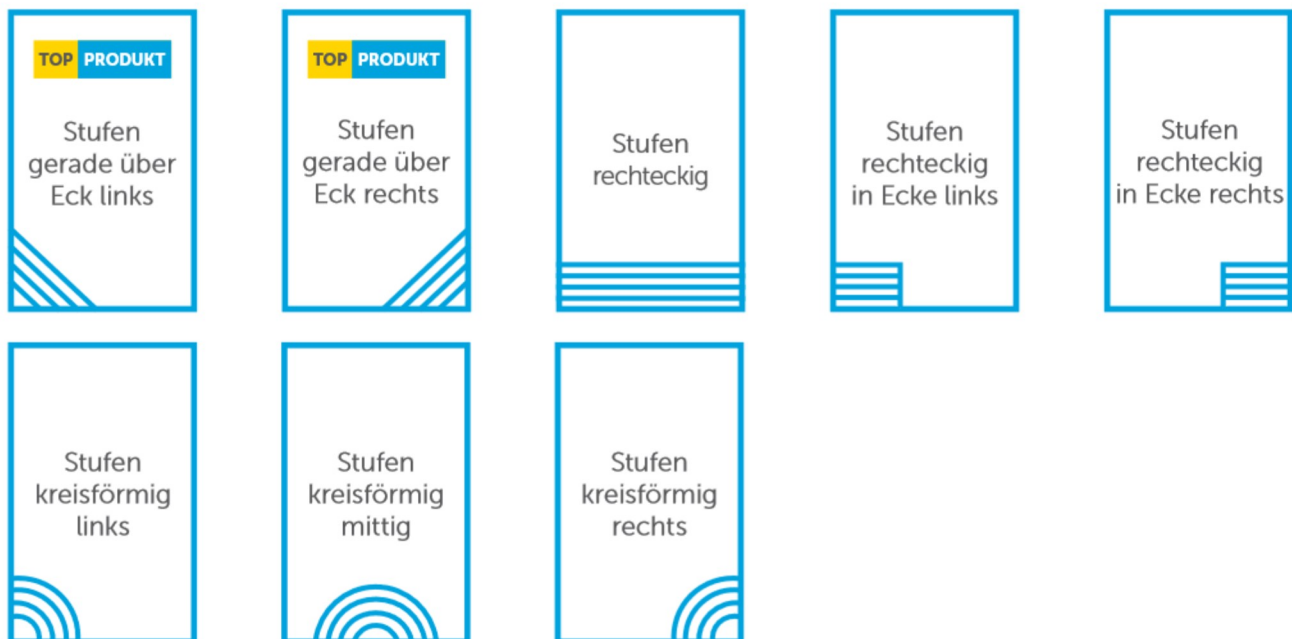 TOP PRODUKT
Stufen
gerade über
Eck links
TOP PRODUKT
Stufen
gerade über
Eck rechts
Stufen
rechteckig
Stufen
rechteckig
in Ecke links
Stufen
rechteckig
in Ecke rechts
Stufen
kreisförmig
links
Stufen
kreisförmig
mittig
Stufen
kreisförmig
rechts